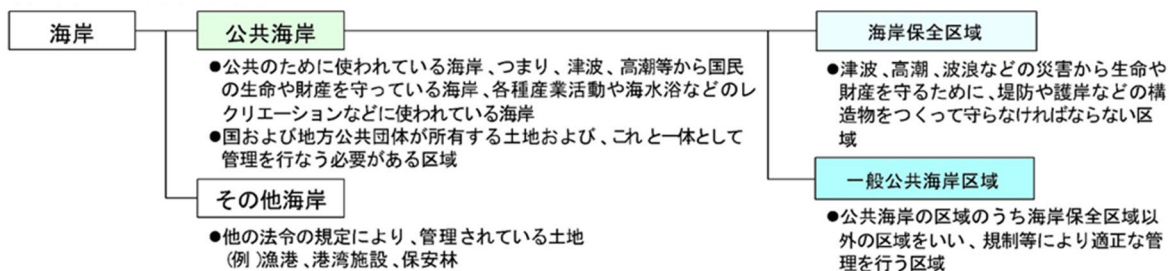 海岸
公共海岸
●公共のために使われている海岸、つまり、津波、高潮等から国民
の生命や財産を守っている海岸、各種産業活動や海水浴などのレ
クリエーションなどに使われている海岸
●国および地方公共団体が所有する土地および、これと一体として
管理を行なう必要がある区域
その他海岸
●他の法令の規定により、管理されている土地
(例)漁港、港湾施設、保安林
海岸保全区域
●津波、高潮、波浪などの災害から生命や
財産を守るために、堤防や護岸などの構
造物をつくって守らなければならない区
域
一般公共海岸区域
●公共海岸の区域のうち海岸保全区域以
外の区域をいい、規制等により適正な管
理を行う区域